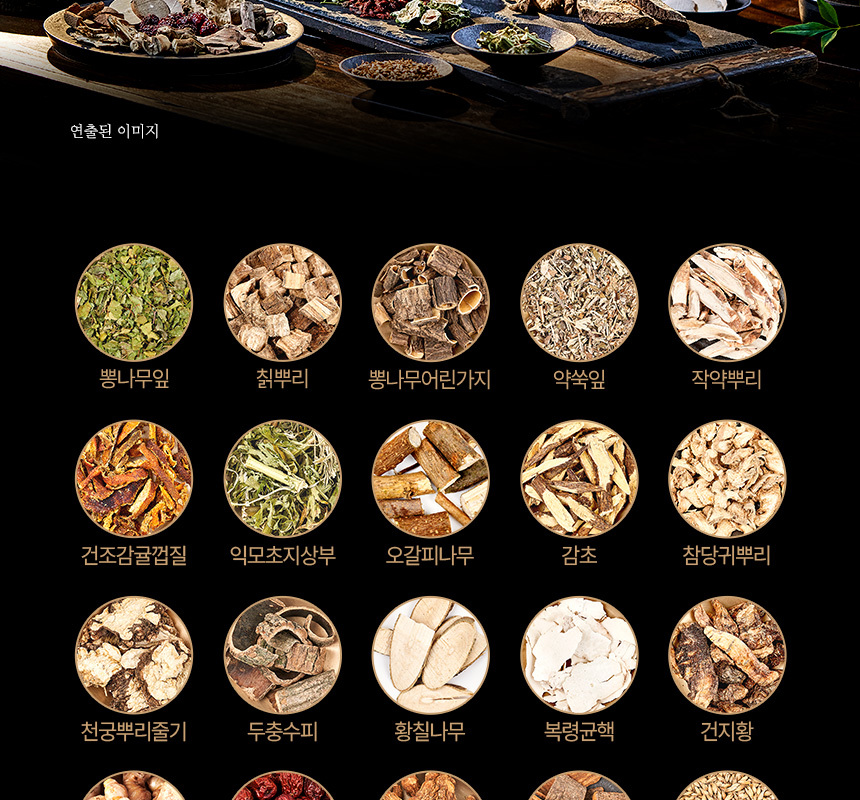 연출된 이미지
뽕나무잎 칡뿌리 뽕나무어린가지 약쑥잎 작약뿌리
건조감귤껍질 익모초지상부 오갈피나무 감초 참당귀뿌리
천궁뿌리줄기 두충수피 황칠나무 복령균핵 건지황